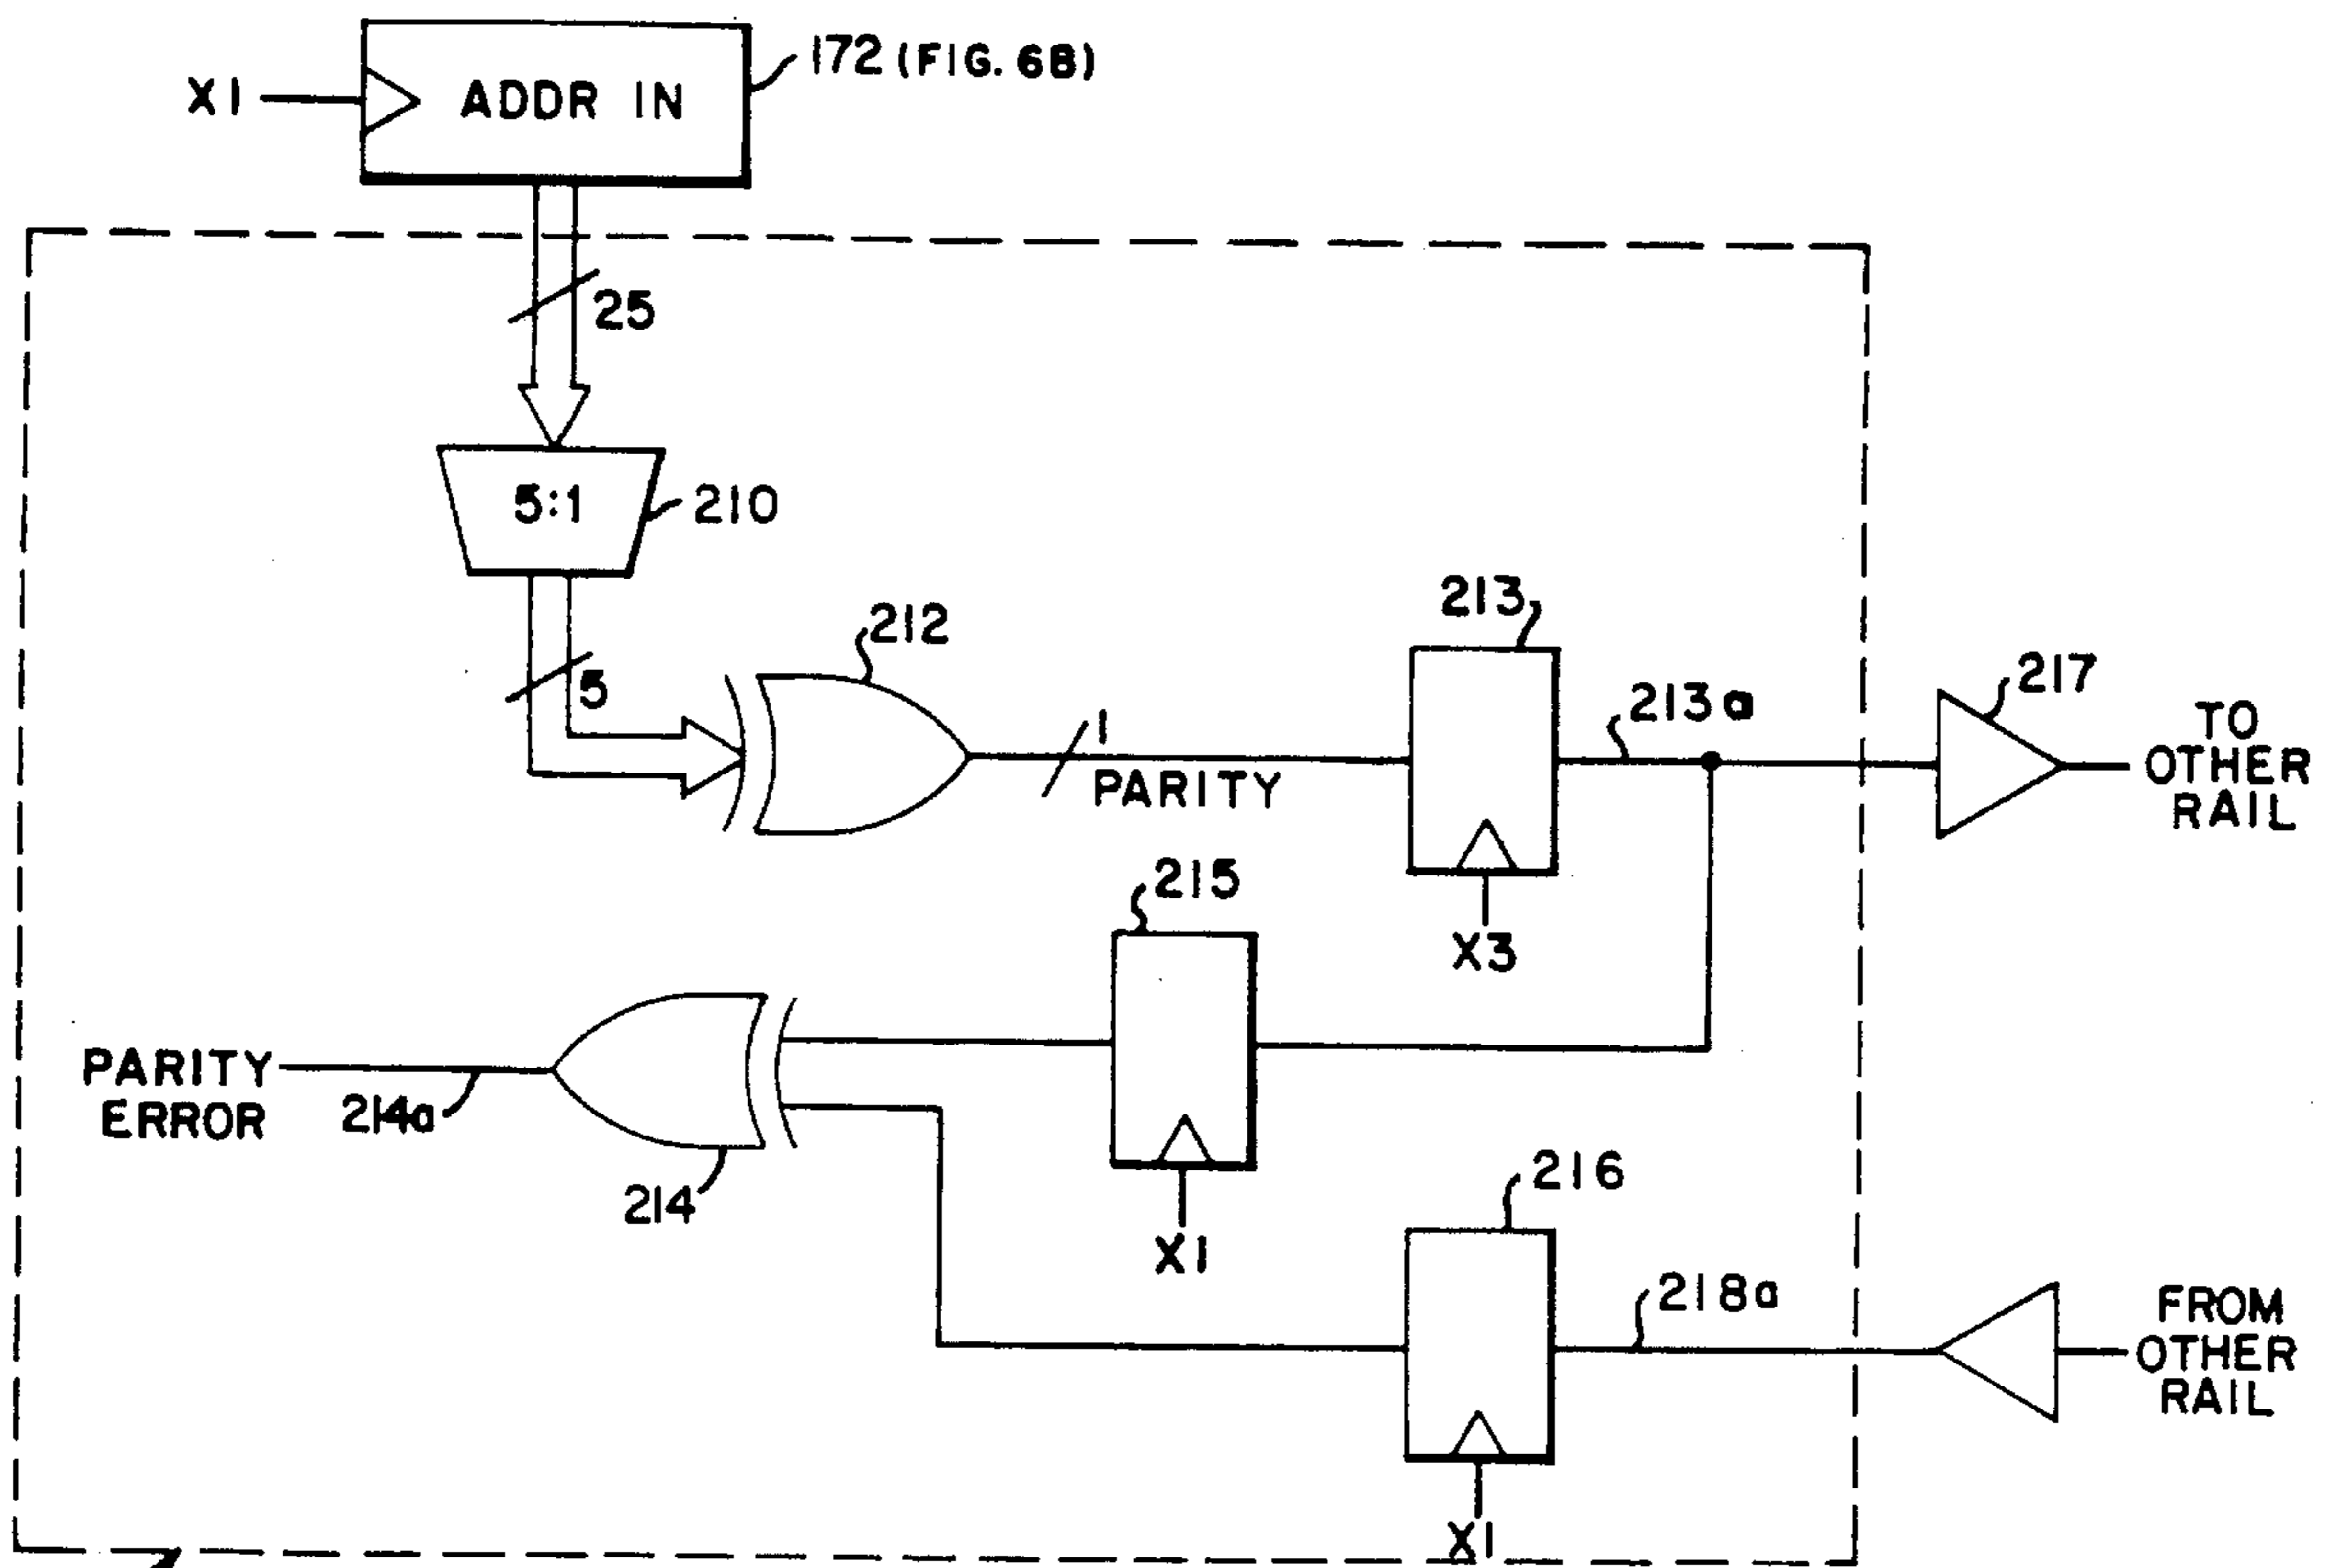 172 (FIG. 6B)
X1
ADDR IN
25
5:1
210
5
212
1
PARITY
213
213a
217
TO
OTHER
RAIL
X3
215
PARITY
ERROR
214a
214
X1
216
218a
FROM
OTHER
RAIL
X1